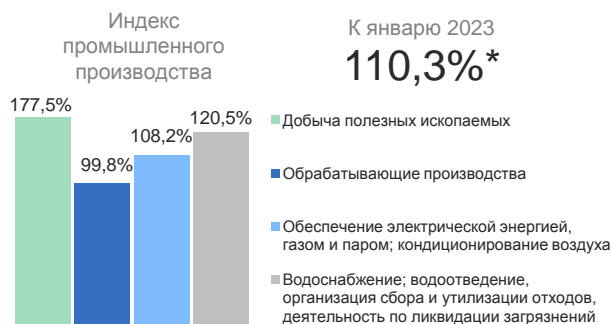 Индекс
промышленного
производства
К январю 2023
110,3%*
177,5%
99,8%
108,2%
120,5%
Добыча полезных ископаемых
Обрабатывающие производства
Обеспечение электрической энергией,
газом и паром; кондиционирование воздуха
Водоснабжение; водоотведение,
организация сбора и утилизации отходов,
деятельность по ликвидации загрязнений